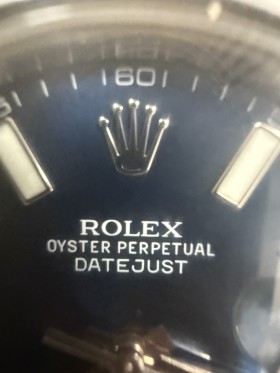 60
ROLEX
OYSTER PERPETUAL
DATEJUST